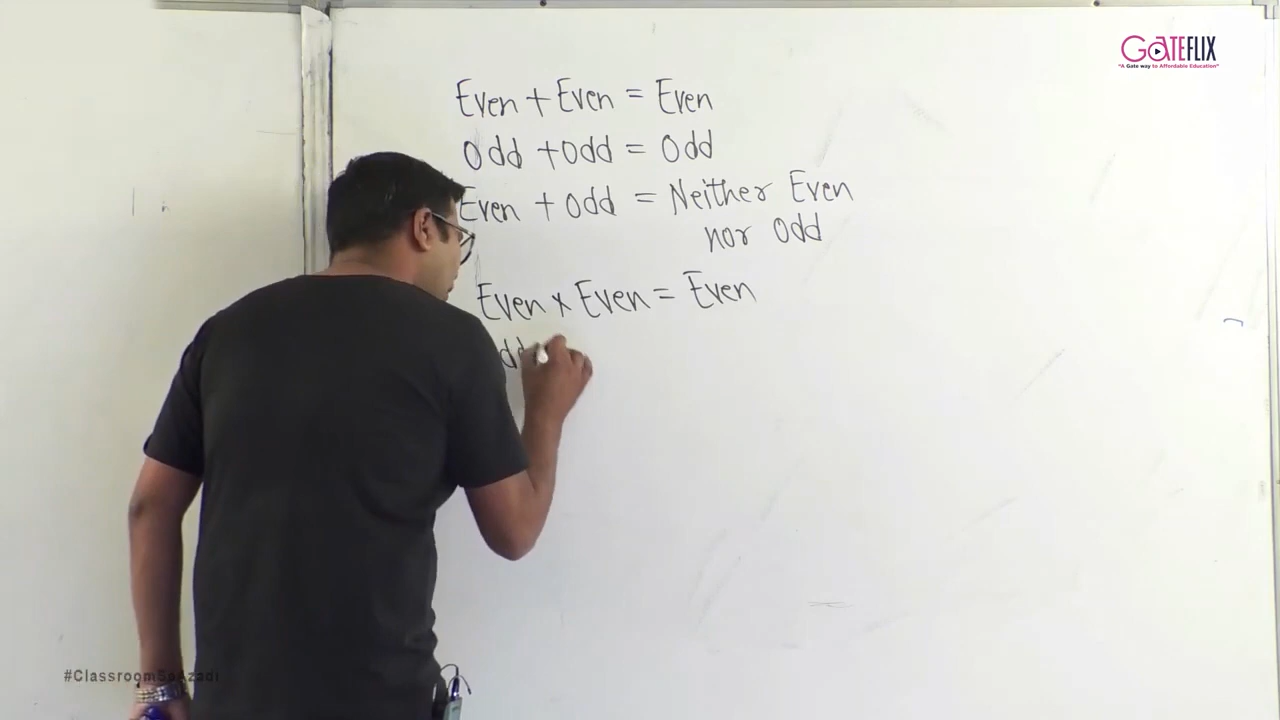 GATEFLIX
"A Gate way to Affordable Education"
Even + Even = Even
Odd + Odd = Odd
Even + Odd = Neither Even
nor Odd
Even x Even = Even
#Classroom